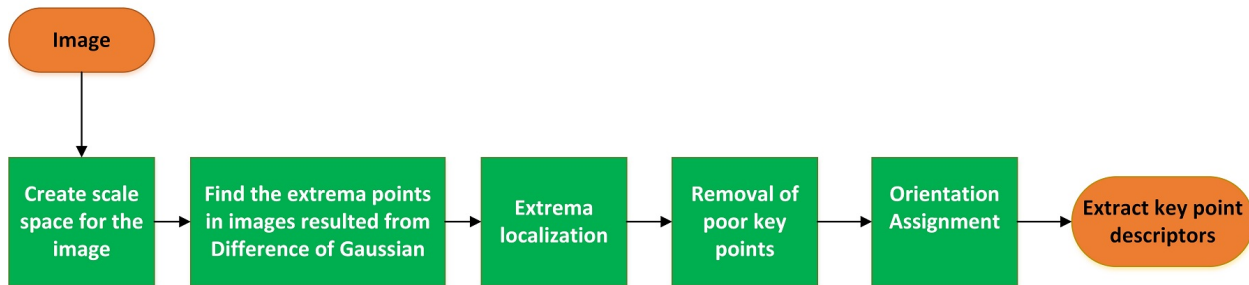 Image
Create scale
space for the
image
Find the extrema points
in images resulted from
Difference of Gaussian
Extrema
localization
Removal of
poor key
points
Orientation
Assignment
Extract key point
descriptors